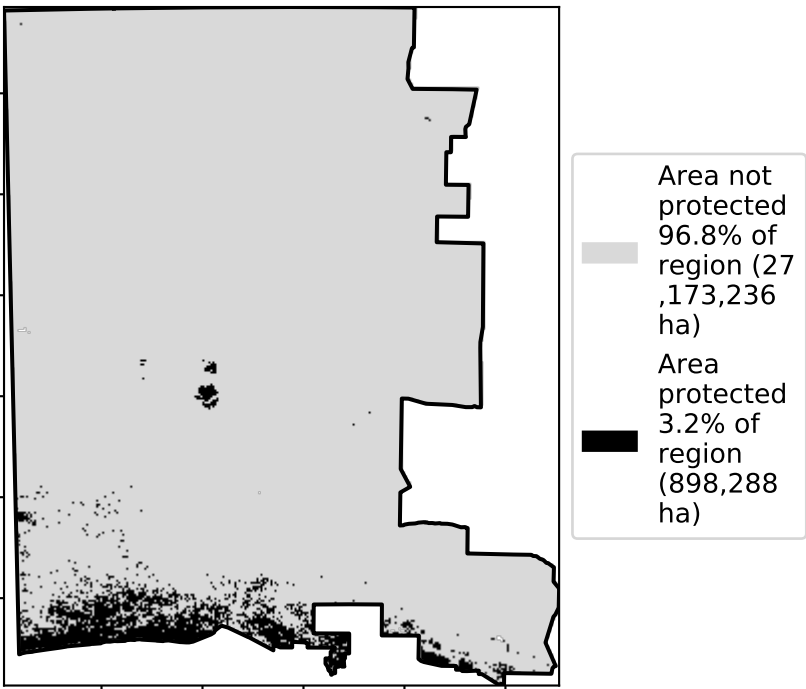 Area not
protected
96.8% of
region (27
,173,236
ha)
Area
protected
3.2% of
region
(898,288
ha)